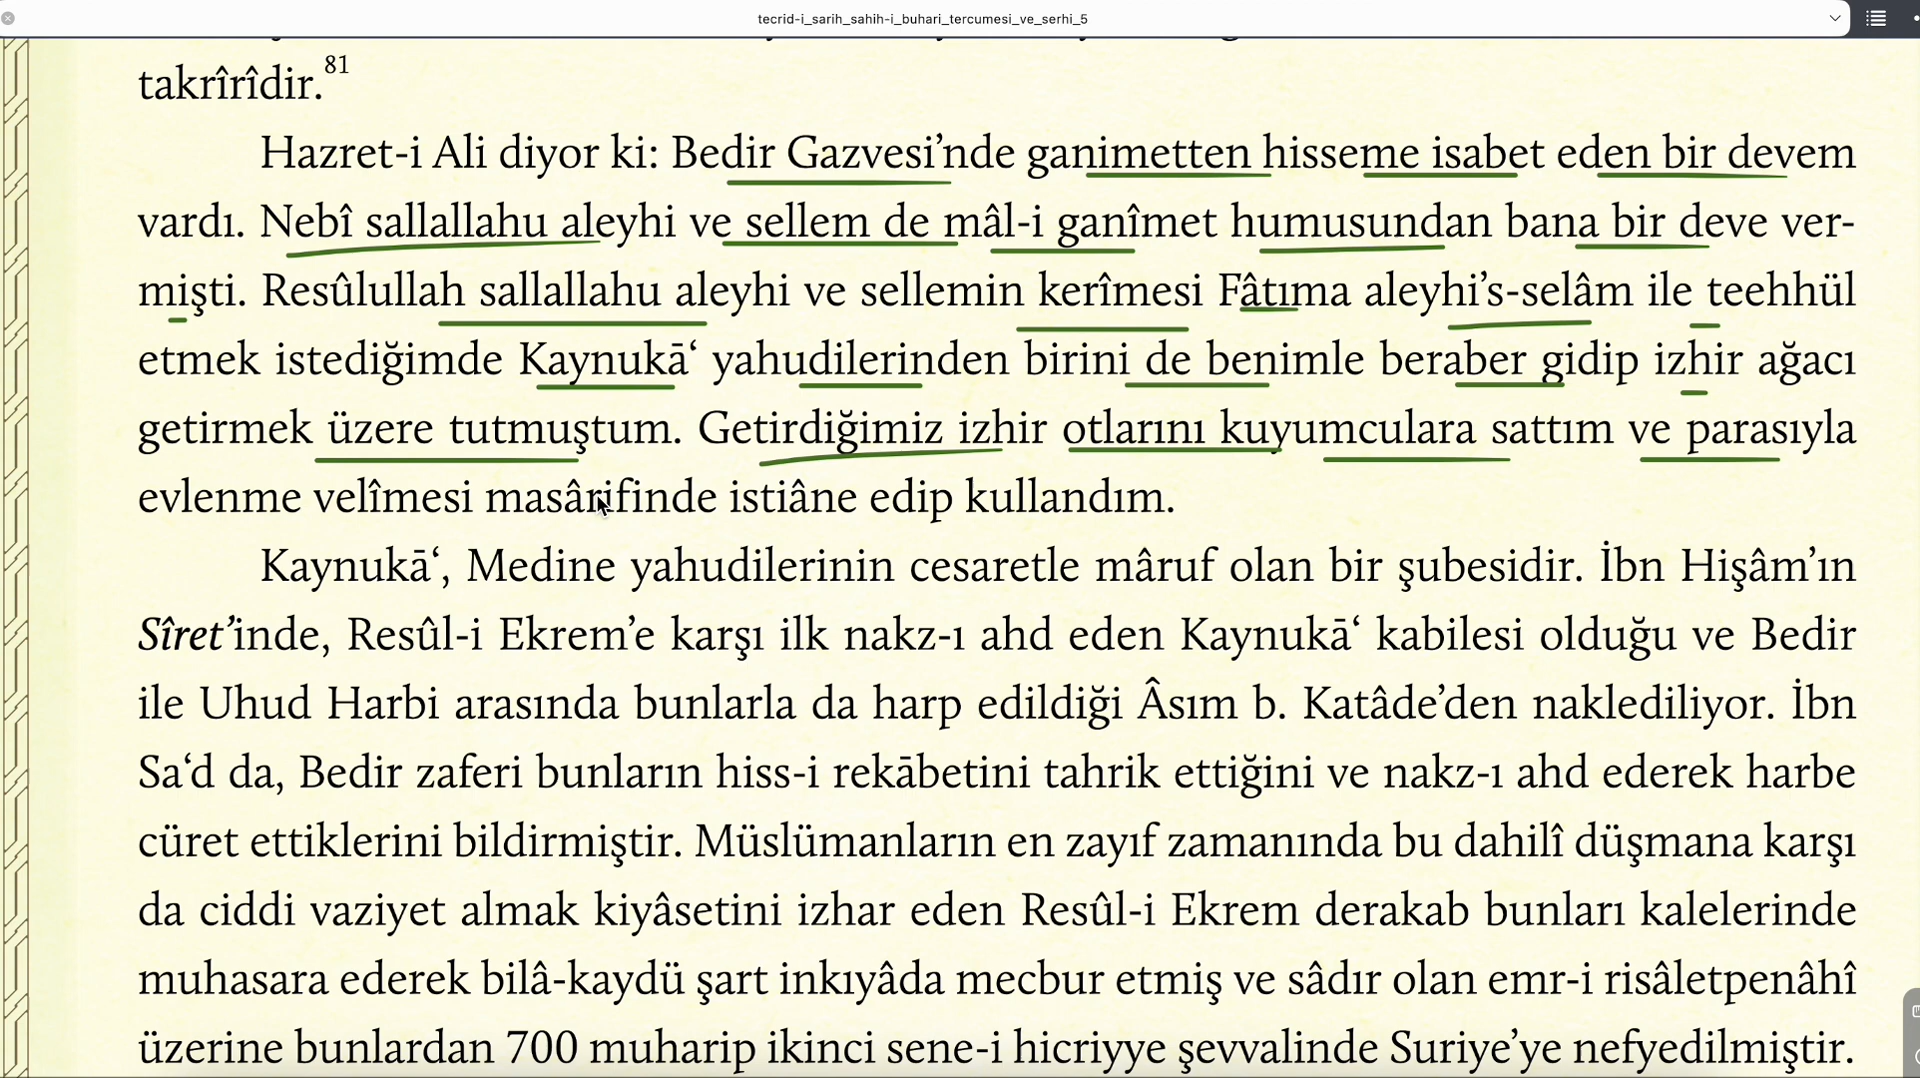 tecrid-i_sarih_sahih-i_buhari_tercumesi_ve_serhi_5
takrîrîdir.81
Hazret-i Ali diyor ki: Bedir Gazvesi’nde ganimetten hisseme isabet eden bir devem
vardı. Nebî sallallahu aleyhi ve sellem de mâl-i ganîmet humusundan bana bir deve ver-
mişti. Resûlullah sallallahu aleyhi ve sellemin kerîmesi Fâtıma aleyhi’s-selâm ile teehhül
etmek istediğimde Kaynukā‘ yahudilerinden birini de benimle beraber gidip izhir ağacı
getirmek üzere tutmuştum. Getirdiğimiz izhir otlarını kuyumculara sattım ve parasıyla
evlenme velîmesi masârifinde istiâne edip kullandım.
Kaynukā‘, Medine yahudilerinin cesaretle mâruf olan bir şubesidir. İbn Hişâm’ın
Sîret’inde, Resûl-i Ekrem’e karşı ilk nakz-ı ahd eden Kaynukā‘ kabilesi olduğu ve Bedir
ile Uhud Harbi arasında bunlarla da harp edildiği Âsım b. Katâde’den naklediliyor. İbn
Sa‘d da, Bedir zaferi bunların hiss-i rekābetini tahrik ettiğini ve nakz-ı ahd ederek harbe
cüret ettiklerini bildirmiştir. Müslümanların en zayıf zamanında bu dahilî düşmana karşı
da ciddi vaziyet almak kiyâsetini izhar eden Resûl-i Ekrem derakab bunları kalelerinde
muhasara ederek bilâ-kaydü şart inkıyâda mecbur etmiş ve sâdır olan emr-i risâletpenâhî
üzerine bunlardan 700 muharip ikinci sene-i hicriyye şevvalinde Suriye’ye nefyedilmiştir.